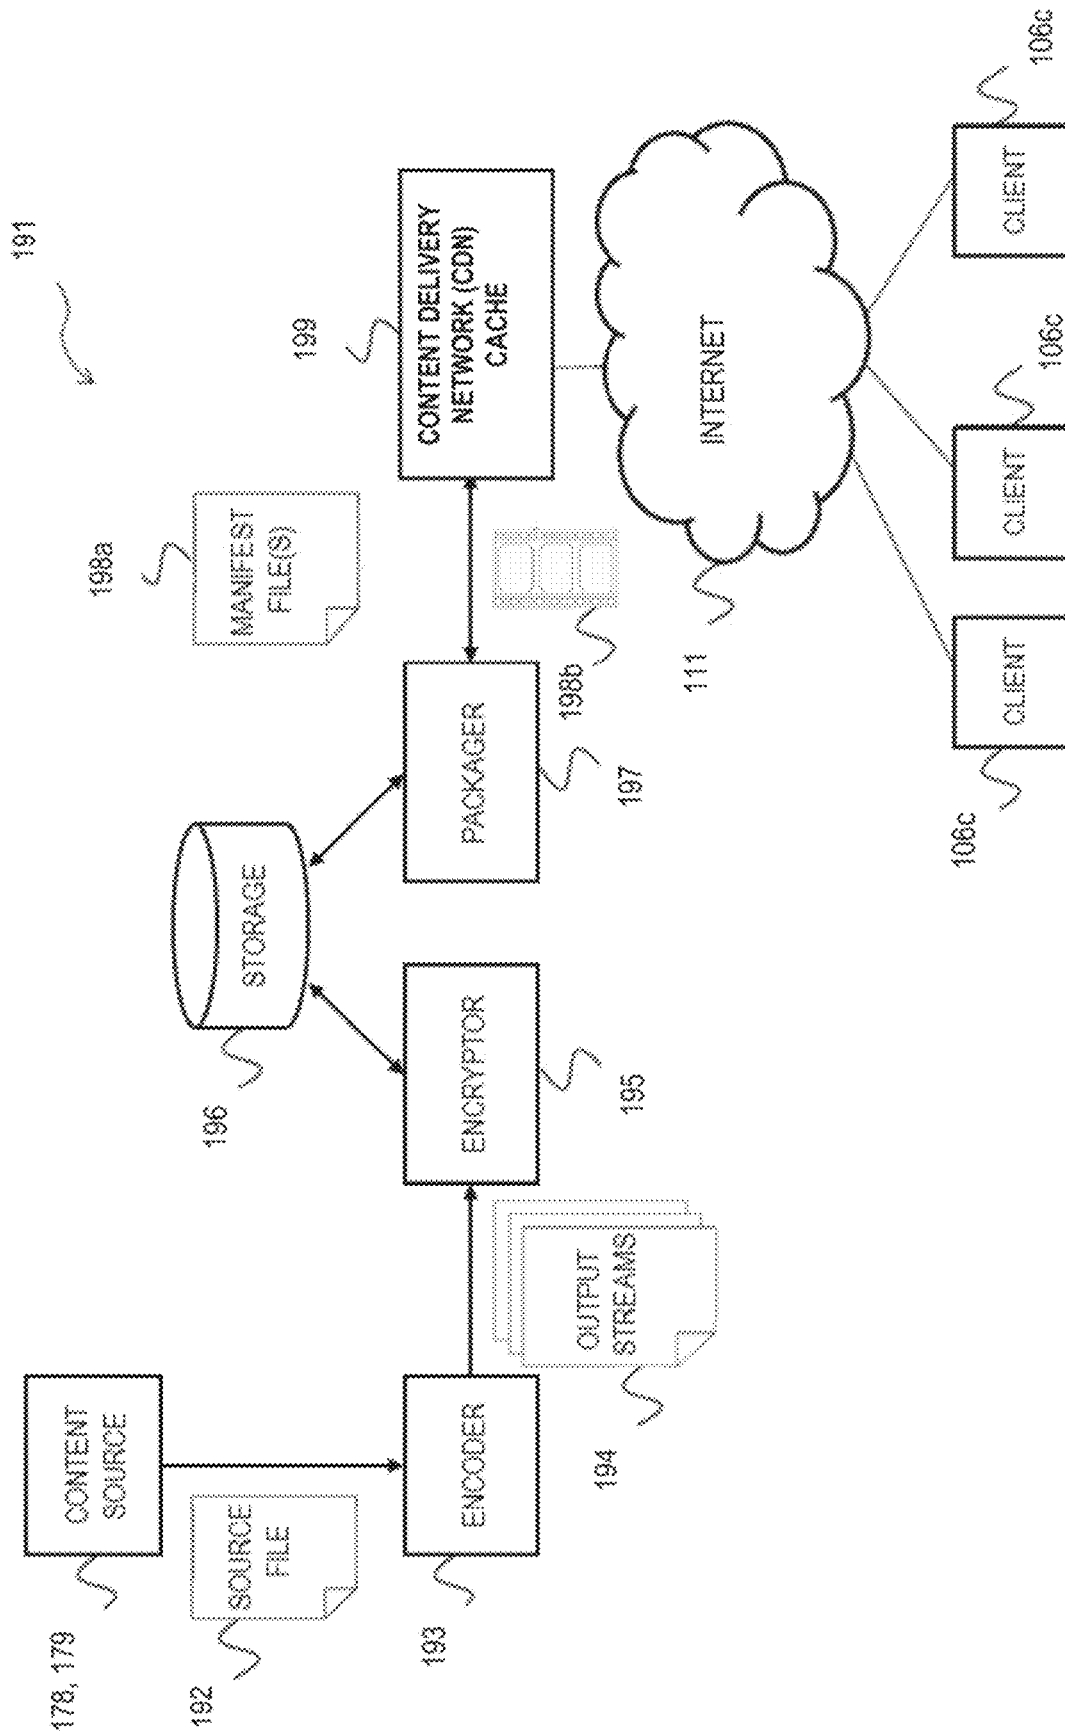 191
178, 179
CONTENT
SOURCE
192
SOURCE
FILE
193
ENCODER
194
OUTPUT
STREAMS
195
ENCRYPTOR
196
STORAGE
197
PACKAGER
198a
MANIFEST
FILE(S)
198b
199
CONTENT DELIVERY
NETWORK (CDN)
CACHE
111
INTERNET
106c
CLIENT
106c
CLIENT
106c
CLIENT